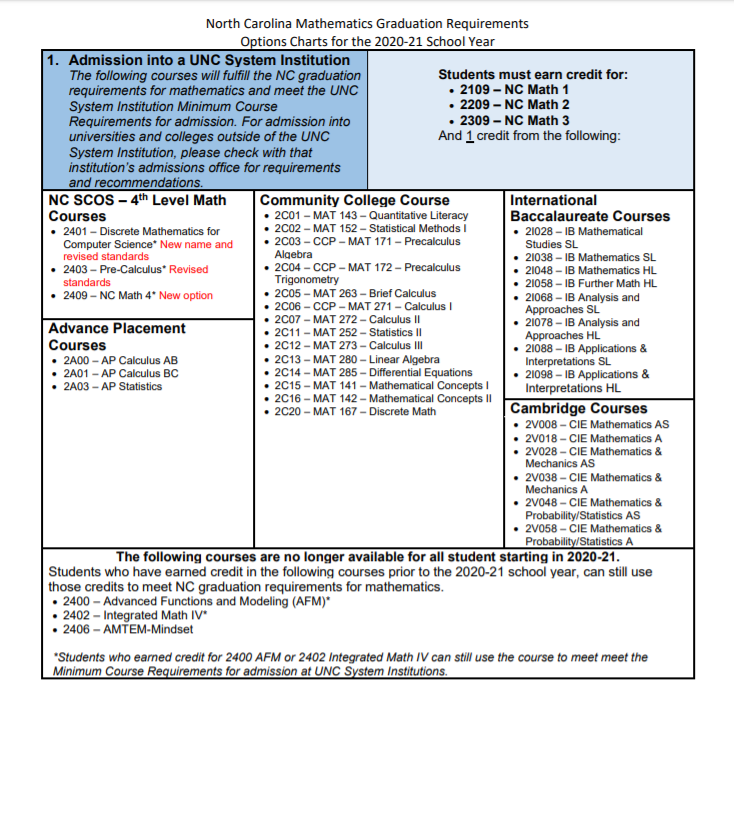 North Carolina Mathematics Graduation Requirements
Options Charts for the 2020-21 School Year
1. Admission into a UNC System Institution
The following courses will fulfill the NC graduation
requirements for mathematics and meet the UNC
System Institution Minimum Course
Requirements for admission. For admission into
universities and colleges outside of the UNC
System Institution, please check with that
institution's admissions office for requirements
and recommendations.
Students must earn credit for:
• 2109 – NC Math 1
• 2209 – NC Math 2
• 2309 – NC Math 3
And 1 credit from the following:
NC SCOS – 4th Level Math
Courses
• 2401 – Discrete Mathematics for
Computer Science* New name and
revised standards
• 2403 – Pre-Calculus* Revised
standards
• 2409 – NC Math 4* New option
Advance Placement
Courses
• 2A00 – AP Calculus AB
• 2A01 – AP Calculus BC
• 2A03 – AP Statistics
Community College Course
• 2C01 – MAT 143 – Quantitative Literacy
• 2C02 – MAT 152 – Statistical Methods I
• 2C03 – CCP – MAT 171 – Precalculus
Algebra
• 2C04 – CCP – MAT 172 – Precalculus
Trigonometry
• 2C05 – MAT 263 – Brief Calculus
• 2C06 – CCP – MAT 271 – Calculus I
• 2C07 – MAT 272 – Calculus II
• 2C11 – MAT 252 – Statistics II
• 2C12 – MAT 273 – Calculus III
• 2C13 – MAT 280 – Linear Algebra
• 2C14 – MAT 285 – Differential Equations
• 2C15 – MAT 141 – Mathematical Concepts I
• 2C16 – MAT 142 – Mathematical Concepts II
• 2C20 – MAT 167 – Discrete Math
International
Baccalaureate Courses
• 2I028 – IB Mathematical
Studies SL
• 2I038 – IB Mathematics SL
• 2I048 – IB Mathematics HL
• 2I058 – IB Further Math HL
• 2I068 – IB Analysis and
Approaches SL
• 2I078 – IB Analysis and
Approaches HL
• 2I088 – IB Applications &
Interpretations SL
• 2I098 – IB Applications &
Interpretations HL
Cambridge Courses
• 2V008 – CIE Mathematics AS
• 2V018 – CIE Mathematics A
• 2V028 – CIE Mathematics &
Mechanics AS
• 2V038 – CIE Mathematics &
Mechanics A
• 2V048 – CIE Mathematics &
Probability/Statistics AS
• 2V058 – CIE Mathematics &
Probability/Statistics A
The following courses are no longer available for all student starting in 2020-21.
Students who have earned credit in the following courses prior to the 2020-21 school year, can still use
those credits to meet NC graduation requirements for mathematics.
• 2400 – Advanced Functions and Modeling (AFM)*
• 2402 – Integrated Math IV*
• 2406 – AMTEM-Mindset
*Students who earned credit for 2400 AFM or 2402 Integrated Math IV can still use the course to meet meet the
Minimum Course Requirements for admission at UNC System Institutions.